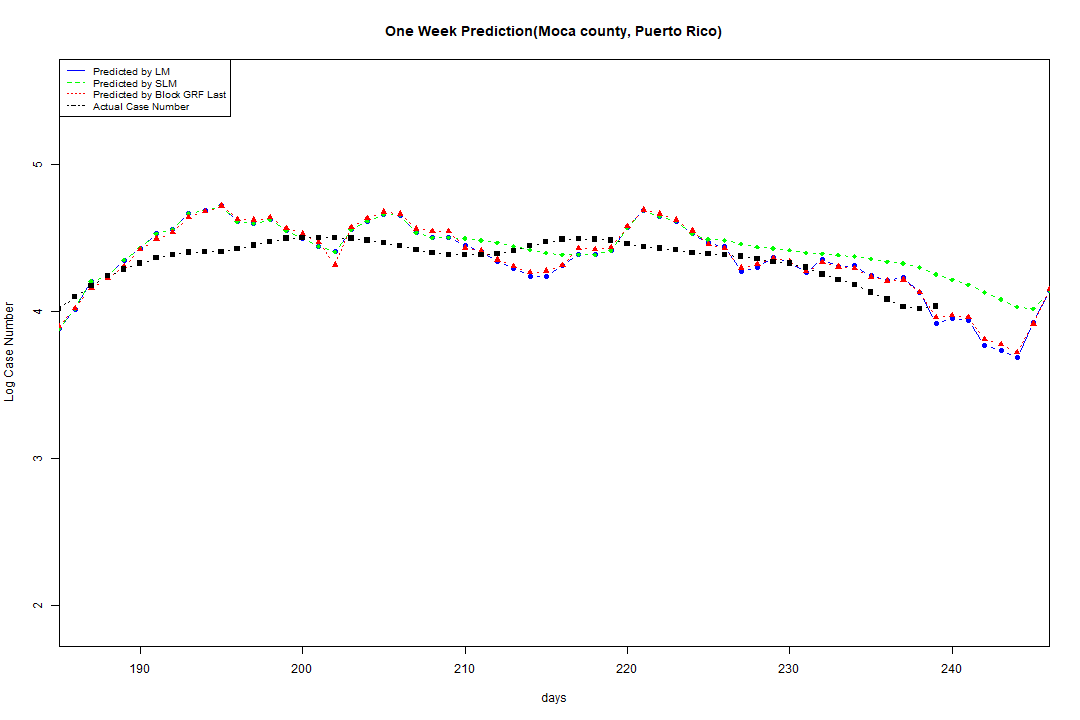 One Week Prediction(Moca county, Puerto Rico)
Predicted by LM
Predicted by SLM
Predicted by Block GRF Last
Actual Case Number
5
4
3
2
Log Case Number
190 200 210 220 230 240
days